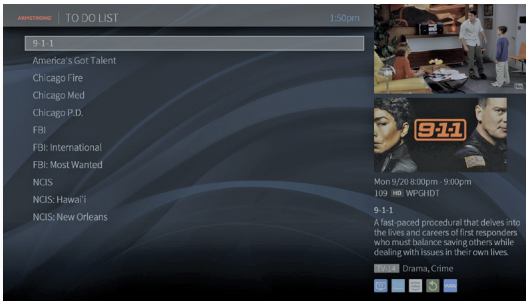 ARMSTRONG TO DO LIST 1:50pm
9-1-1
America's Got Talent
Chicago Fire
Chicago Med
Chicago P.D.
FBI
FBI: International
FBI: Most Wanted
NCIS
NCIS: Hawai'i
NCIS: New Orleans
9-1-1
Mon 9/20 8:00pm - 9:00pm
109 HD WPGHDT
9-1-1
A fast-paced procedural that delves into
the lives and careers of first responders
who must balance saving others while
dealing with issues in their own lives.
TV-14 Drama, Crime